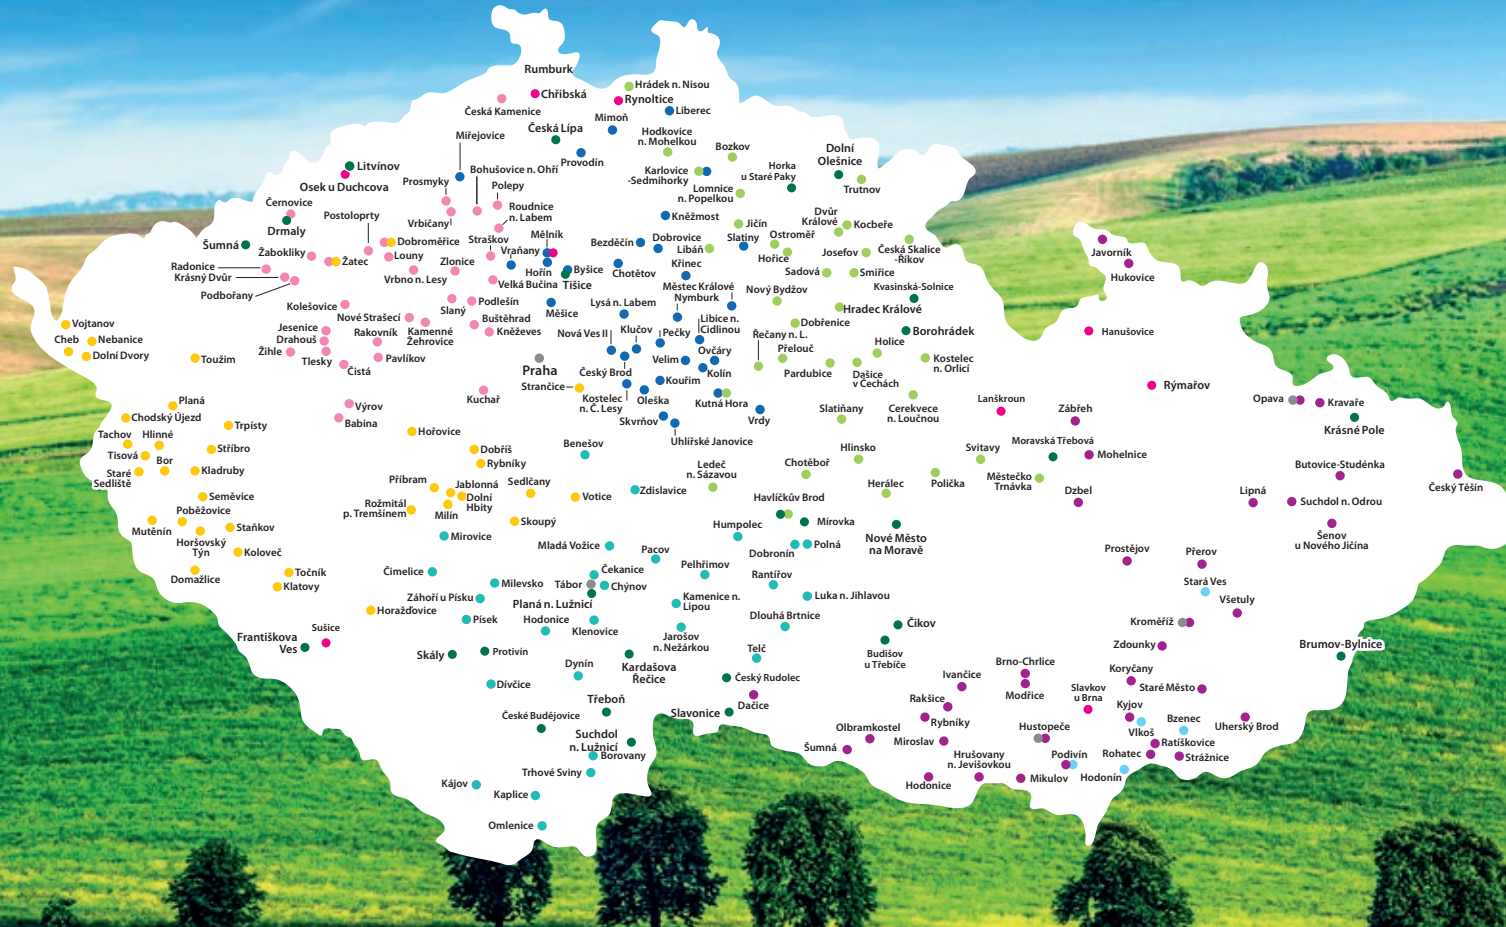 Rumburk
Chřibská
Hrádek n. Nisou
Rynoltice
Česká Kamenice
Liberec
Mimoň
Česká Lípa
Hodkovice
n. Mohelkou
Miřejovice
Provodín
Bozkov
Dolní
Olešnice
Litvínov
Osek u Duchcova
Bohušovice n. Ohří
Karlovice
-Sedmihorky
Horka
u Staré Paky
Prosmyky
Polepy
Lomnice
n. Popelkou
Trutnov
Černovice
Drmaly
Postoloprty
Vrbičany
Roudnice
n. Labem
Kněžmost
Jičín
Dvůr
Králové
Kocbeře
Šumná
Dobroměřice
Straškov
Mělník
Bezděčín
Dobrovice
Slatiny
Ostroměř
Žabokliky
Louny
Vraňany
Libáň
Hořice
Josefov
Česká Skalice
-Říkov
Radonice
Žatec
Zlonice
Hořín
Byšice
Chotětov
Křinec
Sadová
Smiřice
Krásný Dvůr
Vrbno n. Lesy
Velká Bučina
Tišice
Městec Králové
Nový Bydžov
Kvasinská-Solnice
Podbořany
Kolešovice
Slaný
Podlešín
Měšice
Lysá n. Labem
Nymburk
Hradec Králové
Vojtanov
Nové Strašecí
Buštěhrad
Libice n.
Cidlinou
Dobřenice
Borohrádek
Cheb
Nebanice
Jesenice
Rakovník
Kamenné
Žehrovice
Kněževes
Nová Ves II
Klučov
Pečky
Řečany n. L.
Holice
Drahouš
Dolní Dvory
Toužim
Žihle
Tlesky
Pavlíkov
Čistá
Praha
Velim
Ovčáry
Přelouč
Kostelec
n. Orlicí
Český Brod
Kolín
Pardubice
Dašice
v Čechách
Strančice
Kouřim
Kuchař
Kostelec
n. Č. Lesy
Oleška
Kutná Hora
Lanškroun
Rýmařov
Hanušovice
Javorník
Hukovice
Opava
Kravaře
Krásné Pole
Planá
Chodský Újezd
Výrov
Babina
Skvrňov
Vrdy
Slatiňany
Cerekvece
n. Loučnou
Zábřeh
Trpísty
Hořovice
Uhlířské Janovice
Tachov
Hlinné
Stříbro
Dobříš
Benešov
Hlinsko
Svitavy
Moravská Třebová
Mohelnice
Tisová
Bor
Rybníky
Ledeč
n. Sázavou
Chotěboř
Staré
Sedliště
Kladruby
Butovice-Studénka
Český Těšín
Příbram
Jablonná
Sedlčany
Zdislavice
Herálec
Polička
Městečko
Trnávka
Seměvice
Dolní
Hbity
Votice
Havlíčkův Brod
Dzbel
Lipná
Suchdol n. Odrou
Rožmitál
p. Tremšínem
Milín
Poběžovice
Mutěnín
Staňkov
Skoupý
Humpolec
Mírovka
Nové Město
na Moravě
Šenov
u Nového Jičína
Horšovský
Týn
Koloveč
Mirovice
Mladá Vožice
Pacov
Dobronín
Polná
Prostějov
Přerov
Domažlice
Točník
Klatovy
Čimelice
Milevsko
Čekanice
Tábor
Chýnov
Pelhřimov
Rantířov
Stará Ves
Horažďovice
Záhoří u Písku
Planá n. Lužnicí
Kamenice n.
Lipou
Luka n. Jihlavou
Všetuly
Písek
Hodonice
Klenovice
Dlouhá Brtnice
Čikov
Kroměříž
Františkova
Ves
Sušice
Jarošov
n. Nežárkou
Telč
Budišov
u Třebíče
Zdounky
Brumov-Bylnice
Skály
Protivín
Dynín
Kardašova
Řečice
Brno-Chrlice
Koryčany
Dívčice
Český Rudolec
Ivančice
Modřice
Slavkov
u Brna
Staré Město
Třeboň
Dačice
Rakšice
Kyjov
Slavonice
Rybníky
Hustopeče
Bzenec
Uherský Brod
České Budějovice
Olbramkostel
Vlkoš
Suchdol
n. Lužnicí
Šumná
Miroslav
Ratíškovice
Borovany
Hrušovany
n. Jevišovkou
Podivín
Rohatec
Strážnice
Trhové Sviny
Hodonice
Mikulov
Hodonín
Kájov
Kaplice
Omlenice